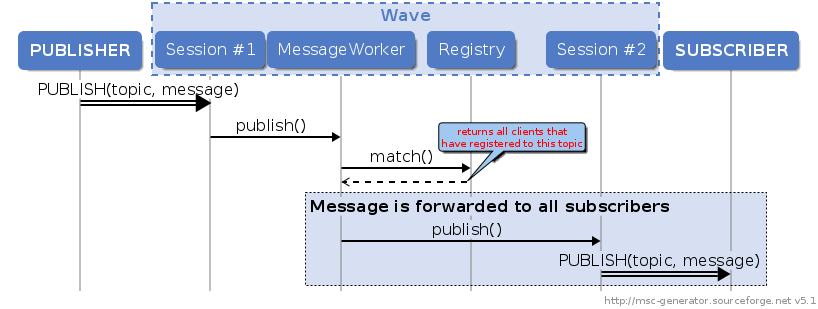 Wave
PUBLISHER
Session #1
MessageWorker
Registry
Session #2
SUBSCRIBER
PUBLISH(topic, message)
publish()
returns all clients that
have registered to this topic
match()
Message is forwarded to all subscribers
publish()
PUBLISH(topic, message)
http://msc-generator.sourceforge.net v5.1